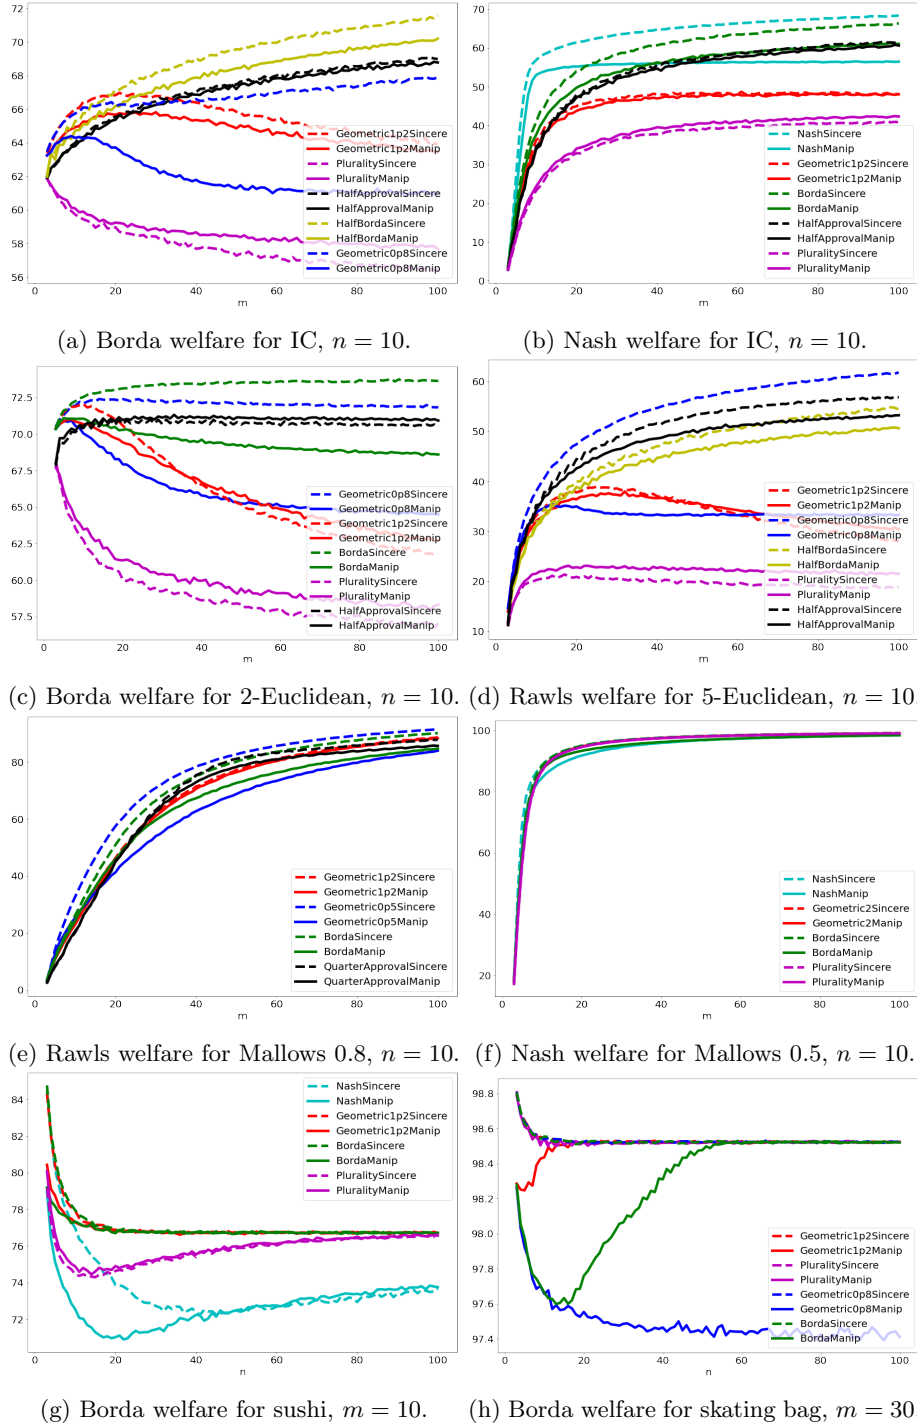 72
70
68
66
64
62
60
58
56
0
20
40
60
80
100
m
Geometric1p2Sincere
Geometric1p2Manip
PluralitySincere
PluralityManip
HalfApprovalSincere
HalfApprovalManip
HalfBordaSincere
HalfBordaManip
Geometric0p8Sincere
Geometric0p8Manip
(a) Borda welfare for IC, n = 10.
70
60
50
40
30
20
10
0
0
20
40
60
80
100
m
NashSincere
NashManip
Geometric1p2Sincere
Geometric1p2Manip
BordaSincere
BordaManip
HalfApprovalSincere
HalfApprovalManip
PluralitySincere
PluralityManip
(b) Nash welfare for IC, n = 10.
72.5
70.0
67.5
65.0
62.5
60.0
57.5
0
20
40
60
80
100
m
Geometric0p8Sincere
Geometric0p8Manip
Geometric1p2Sincere
Geometric1p2Manip
BordaSincere
BordaManip
PluralitySincere
PluralityManip
HalfApprovalSincere
HalfApprovalManip
(c) Borda welfare for 2-Euclidean, n = 10.
60
50
40
30
20
10
0
20
40
60
80
100
m
Geometric1p2Sincere
Geometric1p2Manip
Geometric0p8Sincere
Geometric0p8Manip
HalfBordaSincere
HalfBordaManip
PluralitySincere
PluralityManip
HalfApprovalSincere
HalfApprovalManip
(d) Rawls welfare for 5-Euclidean, n = 10.
80
60
40
20
0
0
20
40
60
80
100
m
Geometric1p2Sincere
Geometric1p2Manip
Geometric0p5Sincere
Geometric0p5Manip
BordaSincere
BordaManip
QuarterApprovalSincere
QuarterApprovalManip
(e) Rawls welfare for Mallows 0.8, n = 10.
100
80
60
40
20
0
20
40
60
80
100
m
NashSincere
NashManip
Geometric2Sincere
Geometric2Manip
BordaSincere
BordaManip
PluralitySincere
PluralityManip
(f) Nash welfare for Mallows 0.5, n = 10.
84
82
80
78
76
74
72
0
20
40
60
80
100
n
NashSincere
NashManip
Geometric1p2Sincere
Geometric1p2Manip
BordaSincere
BordaManip
PluralitySincere
PluralityManip
(g) Borda welfare for sushi, m = 10.
98.8
98.6
98.4
98.2
98.0
97.8
97.6
97.4
0
20
40
60
80
100
n
Geometric1p2Sincere
Geometric1p2Manip
PluralitySincere
PluralityManip
Geometric0p8Sincere
Geometric0p8Manip
BordaSincere
BordaManip
(h) Borda welfare for skating bag, m = 30